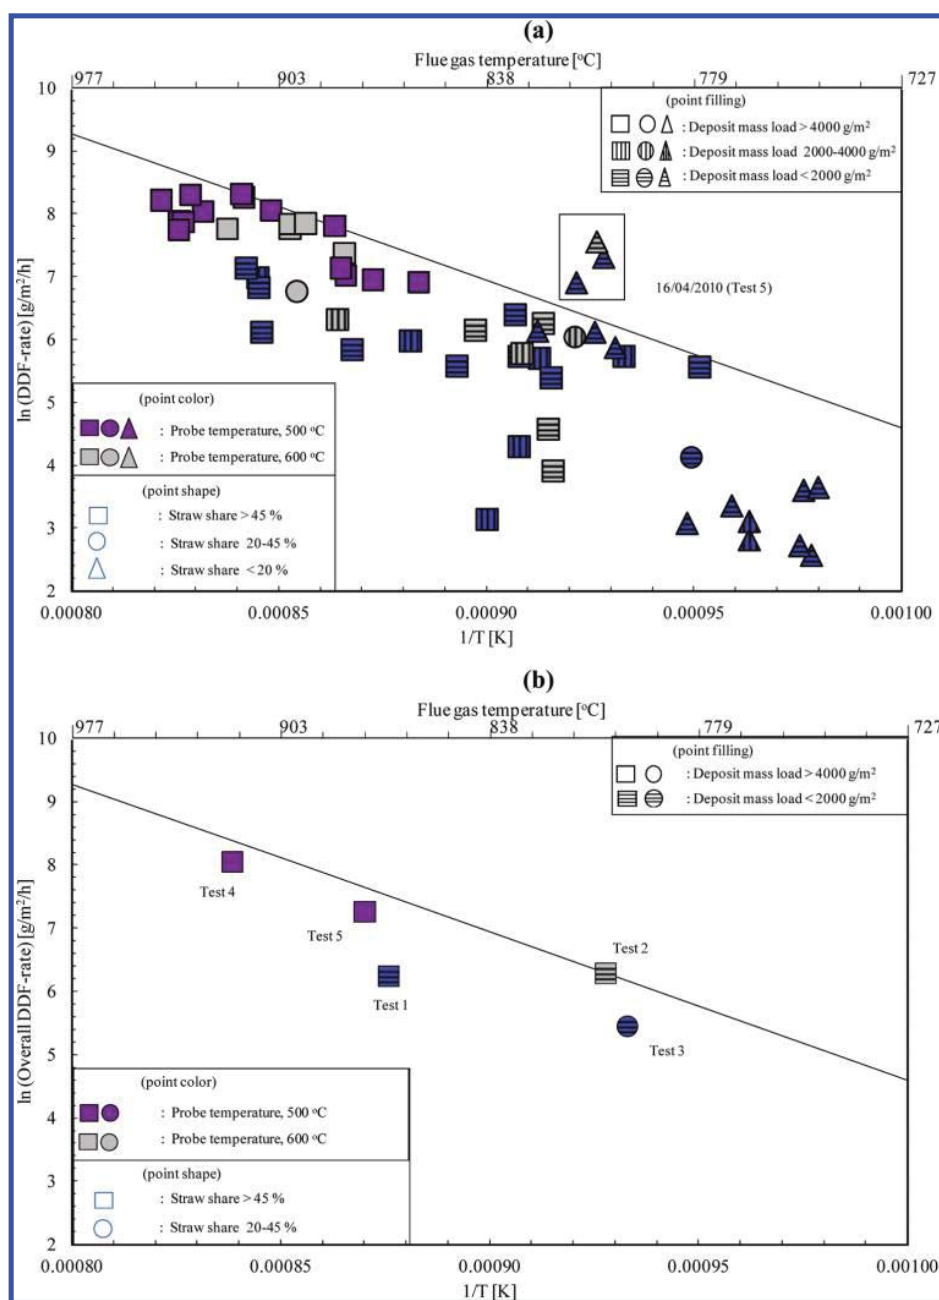 (a)
Flue gas temperature [°C]
977 903 838 779 727
10
9
8
7
6
5
4
3
2
ln (DDF-rate) [g/m²/h]
(point filling)
: Deposit mass load > 4000 g/m²
: Deposit mass load 2000-4000 g/m²
: Deposit mass load < 2000 g/m²
16/04/2010 (Test 5)
(point color)
: Probe temperature, 500 °C
: Probe temperature, 600 °C
(point shape)
: Straw share > 45 %
: Straw share 20-45 %
: Straw share < 20 %
0.00080 0.00085 0.00090 0.00095 0.00100
1/T [K]
(b)
Flue gas temperature [°C]
977 903 838 779 727
10
9
8
7
6
5
4
3
2
ln (Overall DDF-rate) [g/m²/h]
(point filling)
: Deposit mass load > 4000 g/m²
: Deposit mass load < 2000 g/m²
Test 4
Test 5
Test 2
Test 1
Test 3
(point color)
: Probe temperature, 500 °C
: Probe temperature, 600 °C
(point shape)
: Straw share > 45 %
: Straw share 20-45%
0.00080 0.00085 0.00090 0.00095 0.00100
1/T [K]